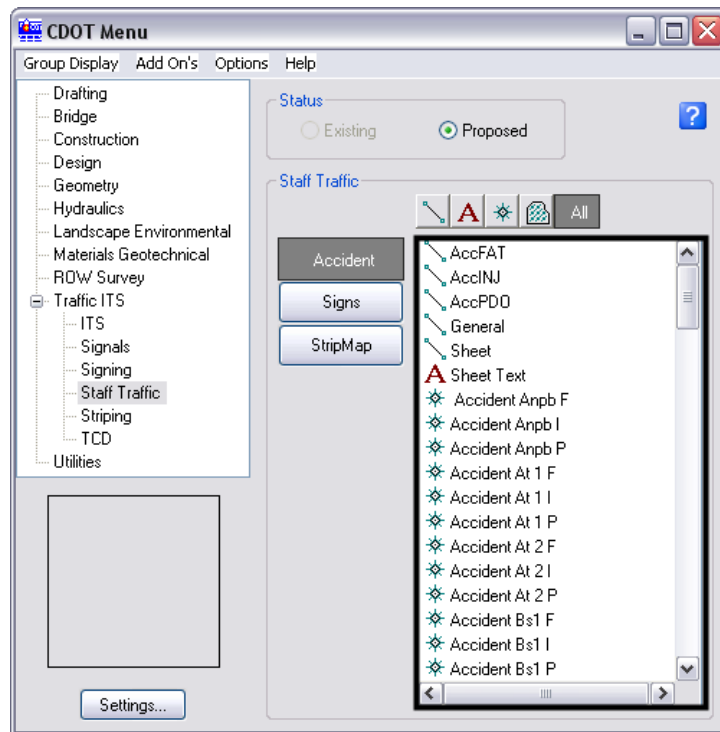 CDOT Menu
Group Display Add On's Options Help
Drafting
Bridge
Construction
Design
Geometry
Hydraulics
Landscape Environmental
Materials Geotechnical
ROW Survey
Traffic ITS
ITS
Signals
Signing
Staff Traffic
Striping
TCD
Utilities
Settings...
Status
Existing Proposed
?
Staff Traffic
A All
Accident
Signs
StripMap
AccFAT
AccINJ
AccPDO
General
Sheet
A Sheet Text
Accident Anpb F
Accident Anpb I
Accident Anpb P
Accident At 1 F
Accident At 1 I
Accident At 1 P
Accident At 2 F
Accident At 2 I
Accident At 2 P
Accident Bs1 F
Accident Bs1 I
Accident Bs1 P